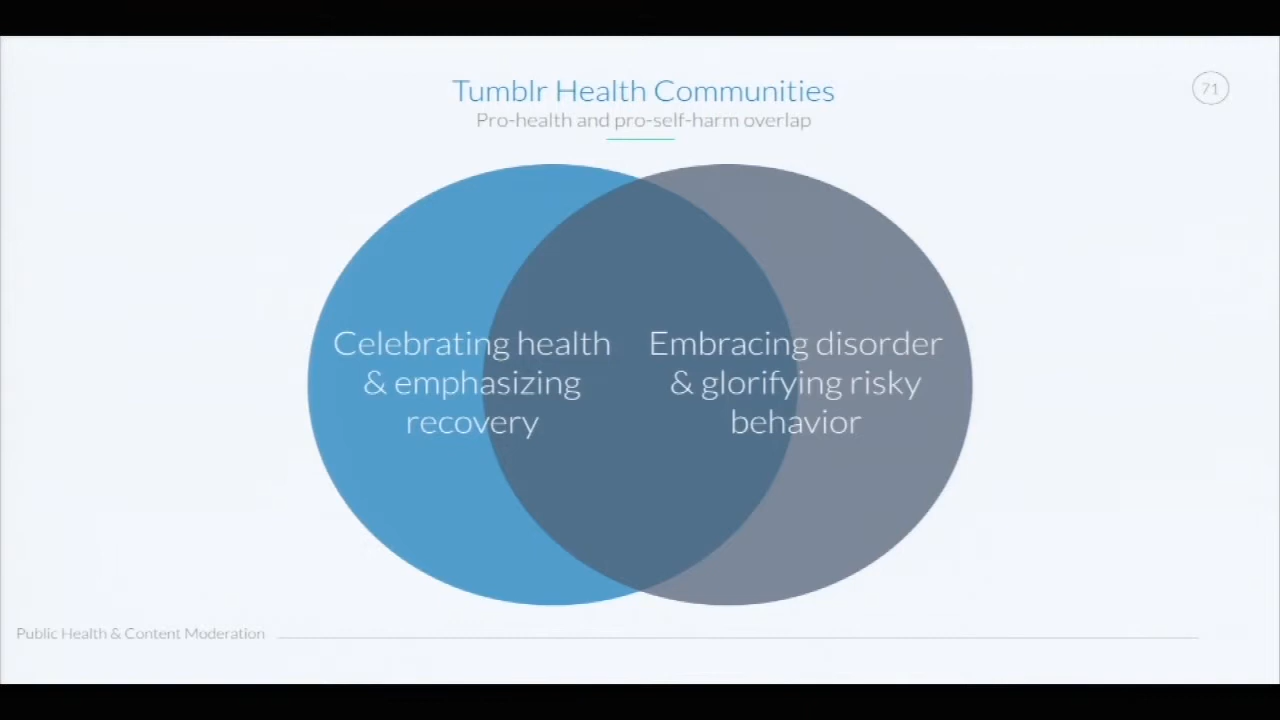 Tumblr Health Communities
71
Pro-health and pro-self-harm overlap
Celebrating health
& emphasizing
recovery
Embracing disorder
& glorifying risky
behavior
Public Health & Content Moderation